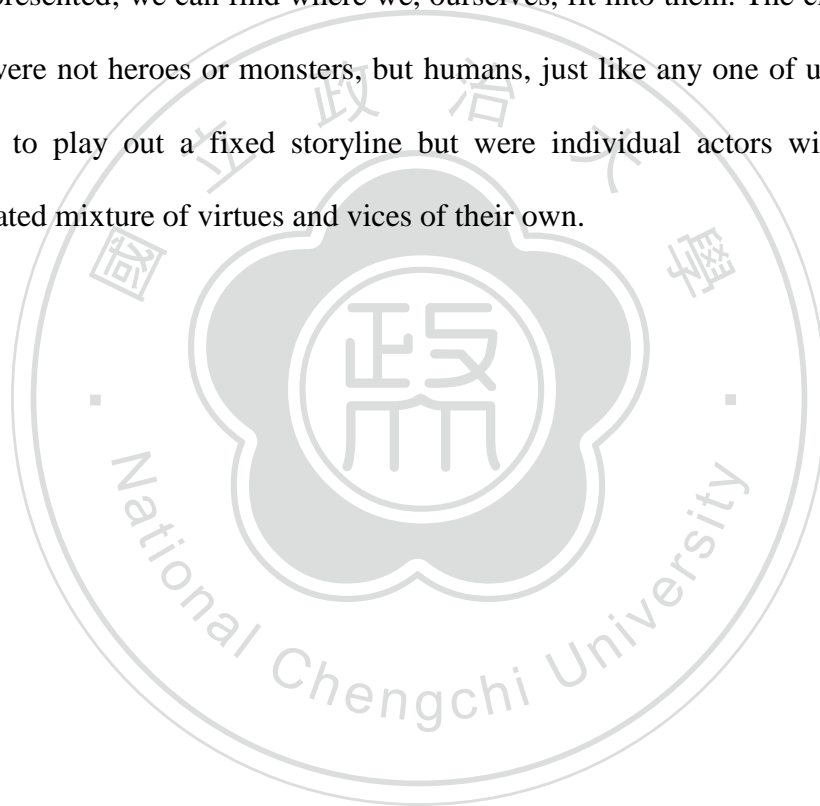 presented, we can find where we, ourselves, fit into them. The
were not heroes or monsters, but humans, just like any one of
to play out a fixed storyline but were individual actors
mixture of virtues and vices of their own.
國立政治大學
政
National Chengchi University